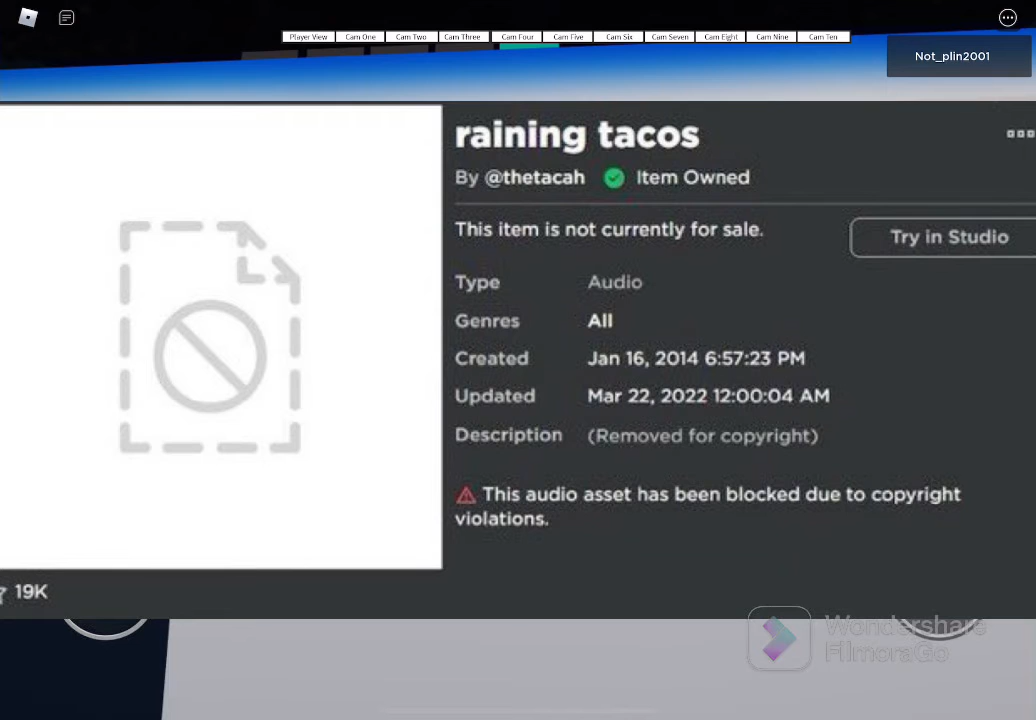 Player View Cam One Cam Two Cam Three Cam Four Cam Five Cam Six Cam Seven Cam Eight Cam Nine Cam Ten
Not_plin2001
raining tacos
By @thetacah Item Owned
This item is not currently for sale.
Try in Studio
Type Audio
Genres All
Created Jan 16, 2014 6:57:23 PM
Updated Mar 22, 2022 12:00:04 AM
Description (Removed for copyright)
This audio asset has been blocked due to copyright
violations.
19K
Wondershare
FilmoraGo